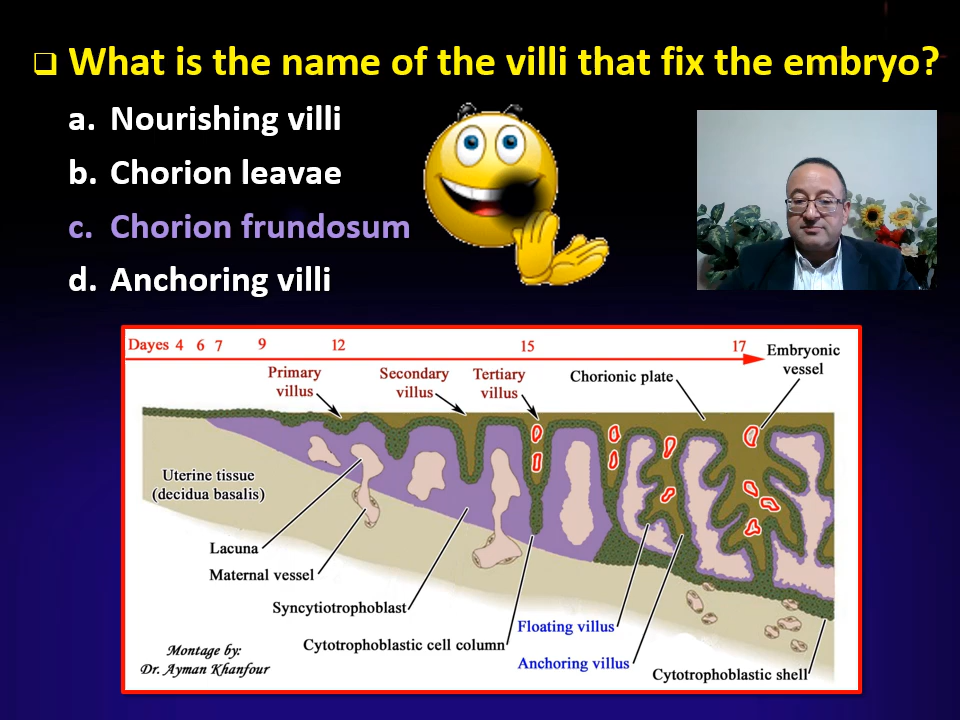 What is the name of the villi that fix the embryo?
a. Nourishing villi
b. Chorion leavae
c. Chorion frundosum
d. Anchoring villi
Dayes 4 6 7 9 12 15 17
Embryonic
vessel
Primary
villus
Secondary
villus
Tertiary
villus
Chorionic plate
Uterine tissue
(decidua basalis)
Lacuna
Maternal vessel
Syncytiotrophoblast
Cytotrophoblastic cell column
Floating villus
Anchoring villus
Cytotrophoblastic shell
Montage by:
Dr. Ayman Khanfour